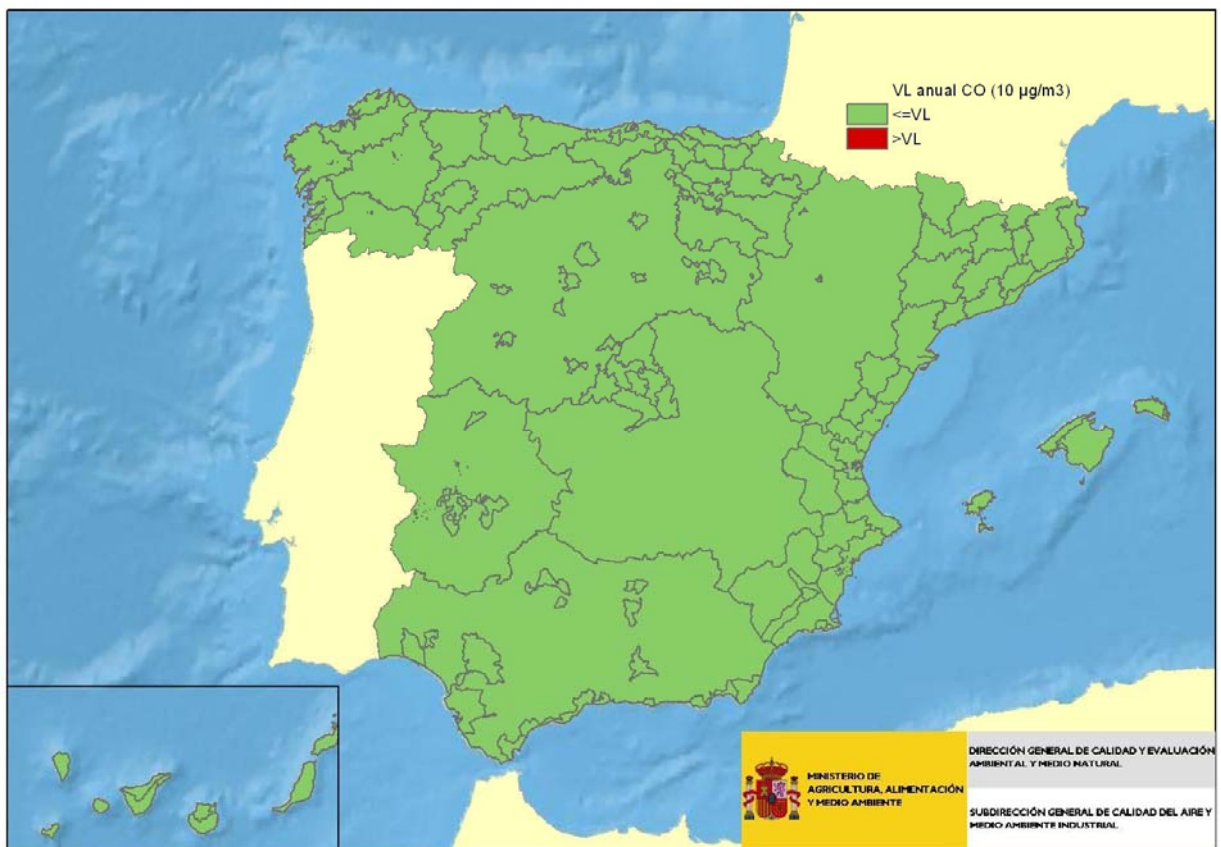 VL anual CO (10 µg/m3)
<=VL
>VL
MINISTERIO DE
AGRICULTURA, ALIMENTACIÓN
Y MEDIO AMBIENTE
DIRECCIÓN GENERAL DE CALIDAD Y EVALUACIÓN
AMBIENTAL Y MEDIO NATURAL
SUBDIRECCIÓN GENERAL DE CALIDAD DEL AIRE Y
MEDIO AMBIENTE INDUSTRIAL